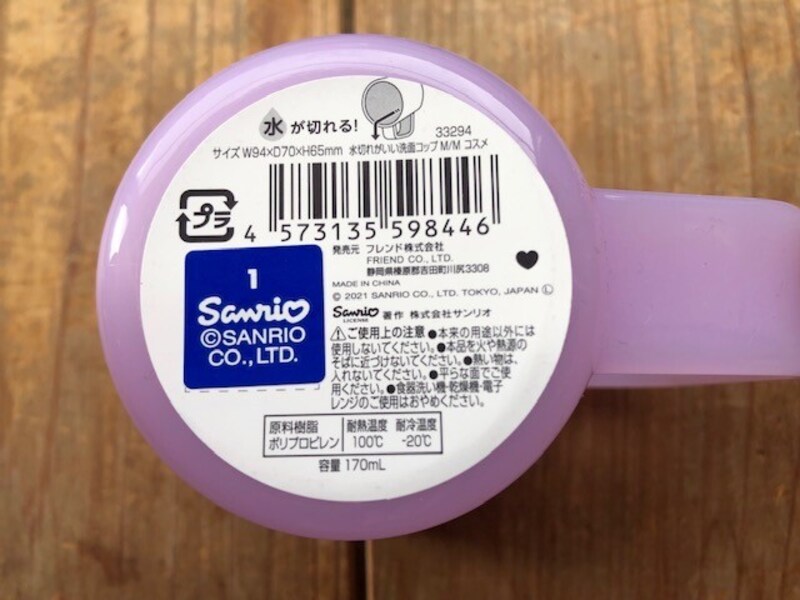 水が切れる!
33294
サイズ W94×D70×H65mm 水切れがいい洗面コップ M/M コスメ
プラ
4 573135 598446
発売元 フレンド株式会社
FRIEND CO., LTD.
静岡県榛原郡吉田町川尻3308
MADE IN CHINA
© 2021 SANRIO CO., LTD. TOKYO, JAPAN Ⓛ
Sanrio LICENSE 著作 株式会社サンリオ
1
Sanrio
©SANRIO
CO., LTD.
⚠ご使用上の注意 ●本来の用途以外には
使用しないでください。●本品を火や熱源の
そばに近づけないでください。●熱い物は、
入れないでください。●平らな面でご使
用ください。●食器洗い機・乾燥機・電子
レンジのご使用はおやめください。
原料樹脂 耐熱温度 耐冷温度
ポリプロピレン 100℃ -20℃
容量 170mL